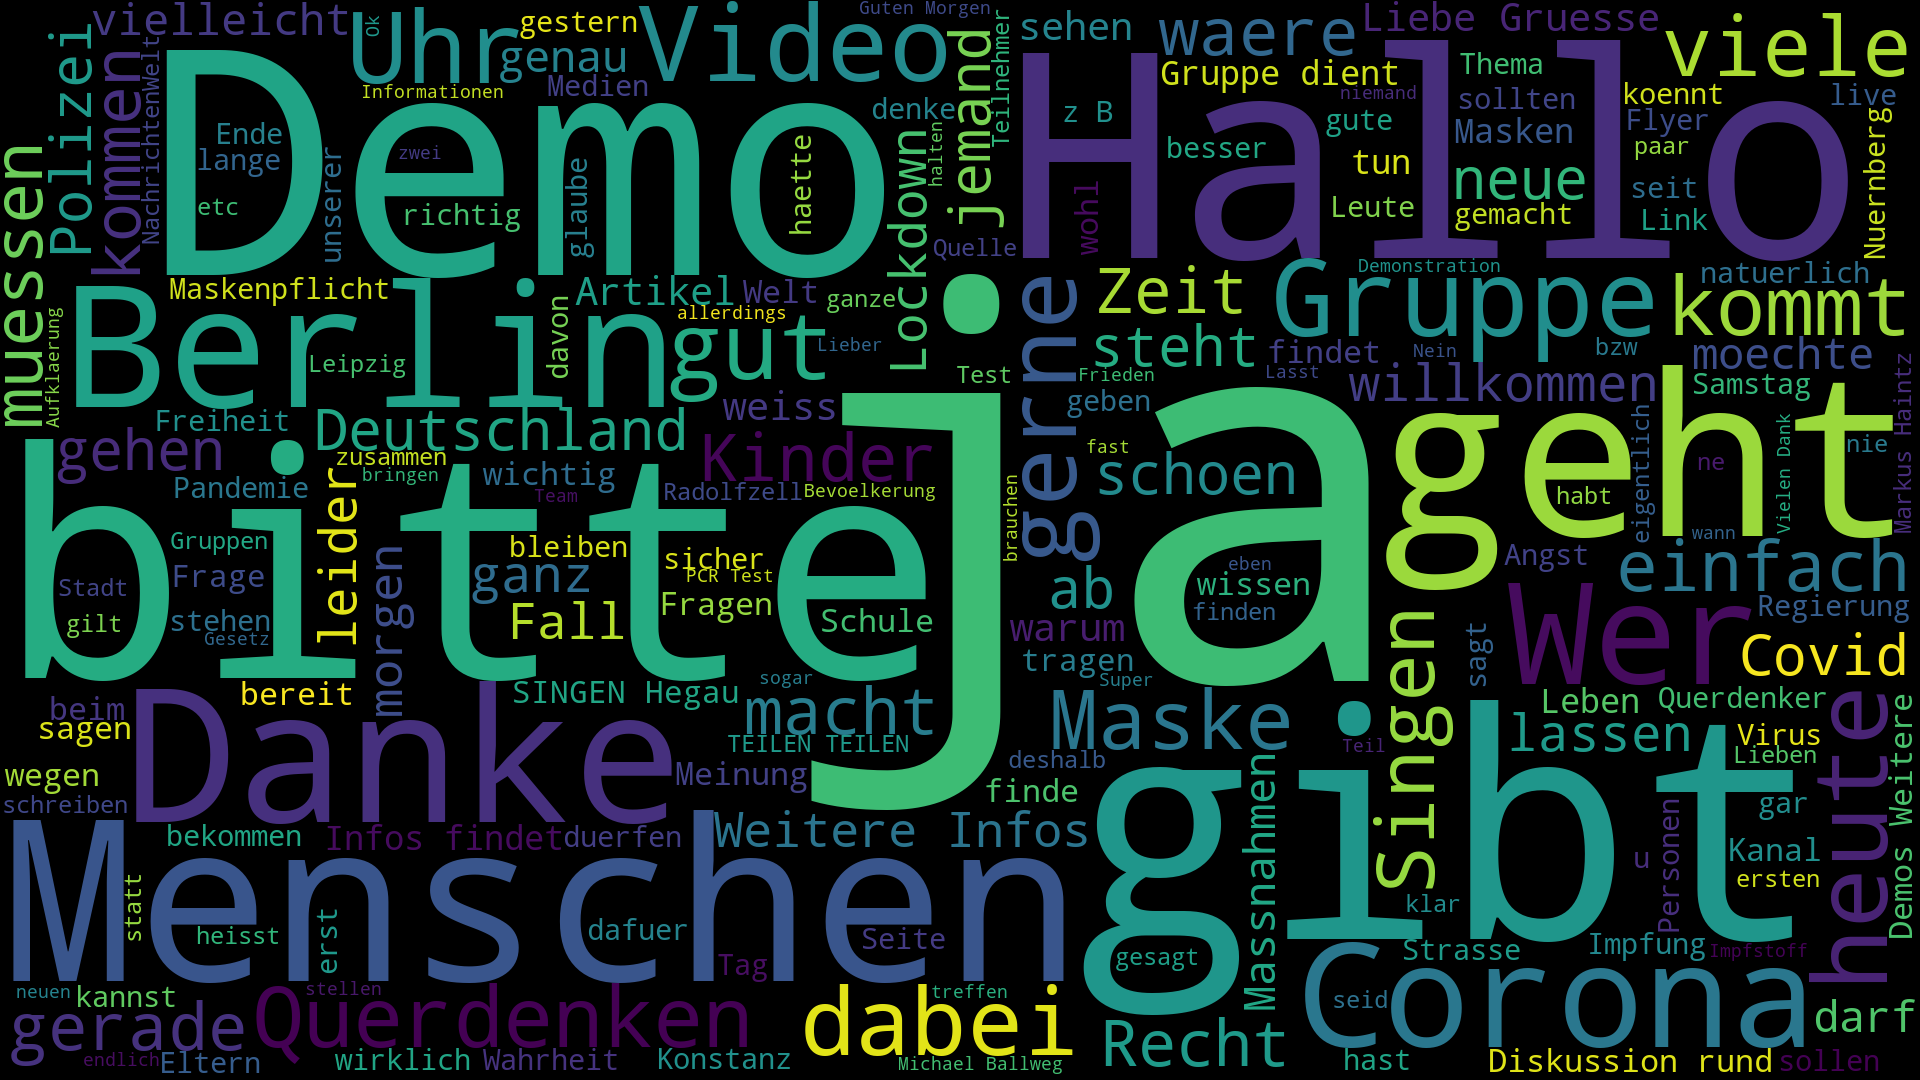 vielleicht
Uhr
Ok
gestern
genau
Video
Guten Morgen
jemand
Teilnehmer
sehen
waere
Liebe Gruesse
viele
Polizei
kommen
NachrichtenWelt
Demo
Informationen
Medien
denke
Hallo
Gruppe dient
niemand
Thema
koennt
live
z B
gute
sollten
Masken
Flyer
Nuernberg
Ende
lange
zwei
haette
halten
besser
tun
neue
paar
muessen
unserer
glaube
Lockdown
wohl
Leute
gemacht
seit
Link
etc
richtig
Quelle
Maskenpflicht
Artikel
Welt
ganze
gerne
Zeit
Gruppe
Demonstration
natuerlich
kommt
Aufklaerung
Berlin
davon
allerdings
gut
Lieber
steht
findet
Nein
bzw
moechte
Leipzig
Test
Frieden
Lasst
willkommen
Samstag
Markus Haintz
Freiheit
Deutschland
weiss
ja
geben
geht
eigentlich
Vielen Dank
nie
gehen
zusammen
wichtig
Kinder
fast
schoen
ne
bringen
leider
Pandemie
Team
Radolfzell
Bevoelkerung
brauchen
habt
bitte
Gruppen
morgen
bleiben
sicher
Angst
wann
einfach
Stadt
Frage
ganz
PCR Test
eben
ab
wissen
Wer
Regierung
gilt
stehen
Gesetz
Fall
Fragen
Schule
warum
finden
Singen
sagt
Covid
tragen
beim
bereit
SINGEN Hegau
sogar
Super
Leben
Querdenker
heute
Demos Weitere
sagen
Danke
macht
Maske
Teil
lassen
Virus
Lieben
TEILEN TEILEN
wegen
Meinung
deshalb
gibt
schreiben
finde
Massnahmen
gar
Menschen
bekommen
Infos findet
duerfen
Weitere Infos
Personen
u
Kanal
ersten
statt
heisst
erst
dafuer
Seite
klar
Tag
gesagt
Strasse
Impfung
Impfstoff
neuen
kannst
stellen
treffen
Corona
seid
gerade
Querdenken
dabei
Recht
darf
endlich
Eltern
wirklich
Wahrheit
Konstanz
Michael Ballweg
hast
Diskussion rund
sollen